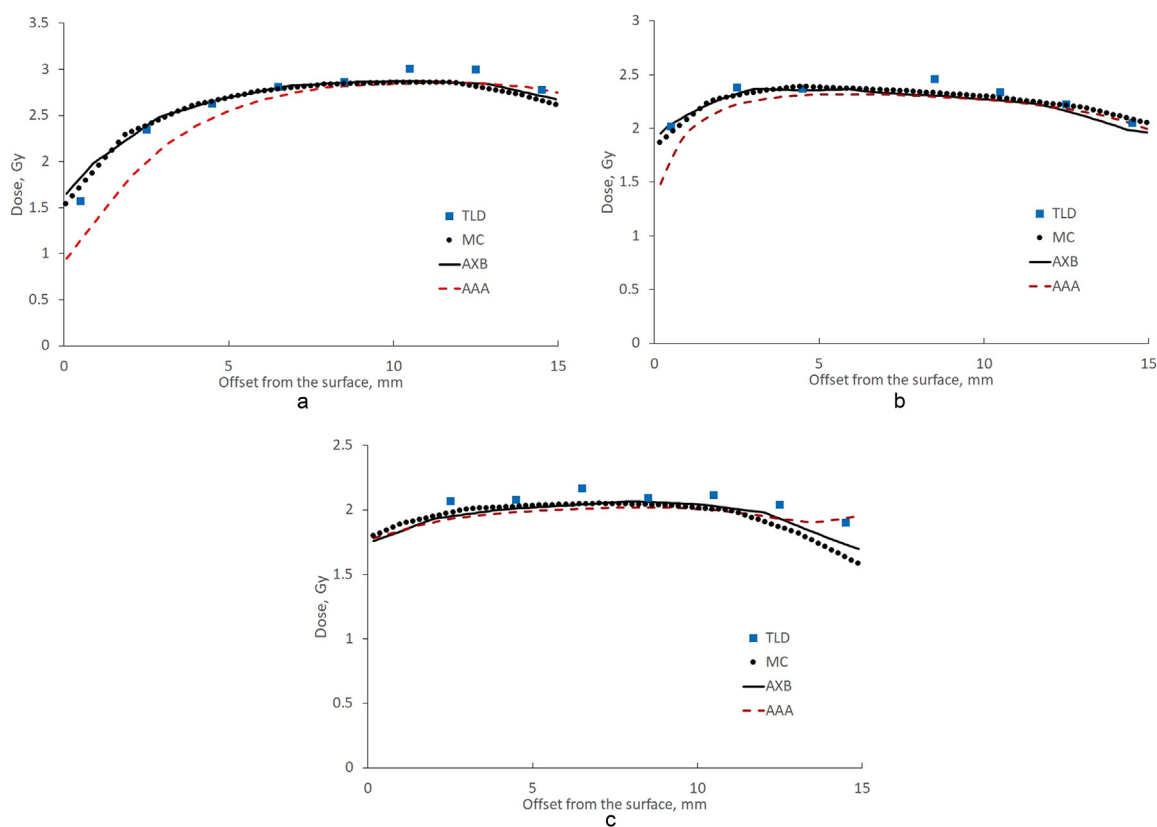 3.5
3
2.5
2
1.5
1
0.5
0
Dose, Gy
TLD
MC
AXB
AAA
0 5 10 15
Offset from the surface, mm
a
3
2.5
2
1.5
1
0.5
0
Dose, Gy
TLD
MC
AXB
AAA
0 5 10 15
Offset from the surface, mm
b
2.5
2
1.5
1
0.5
0
Dose, Gy
TLD
MC
AXB
AAA
0 5 10 15
Offset from the surface, mm
c